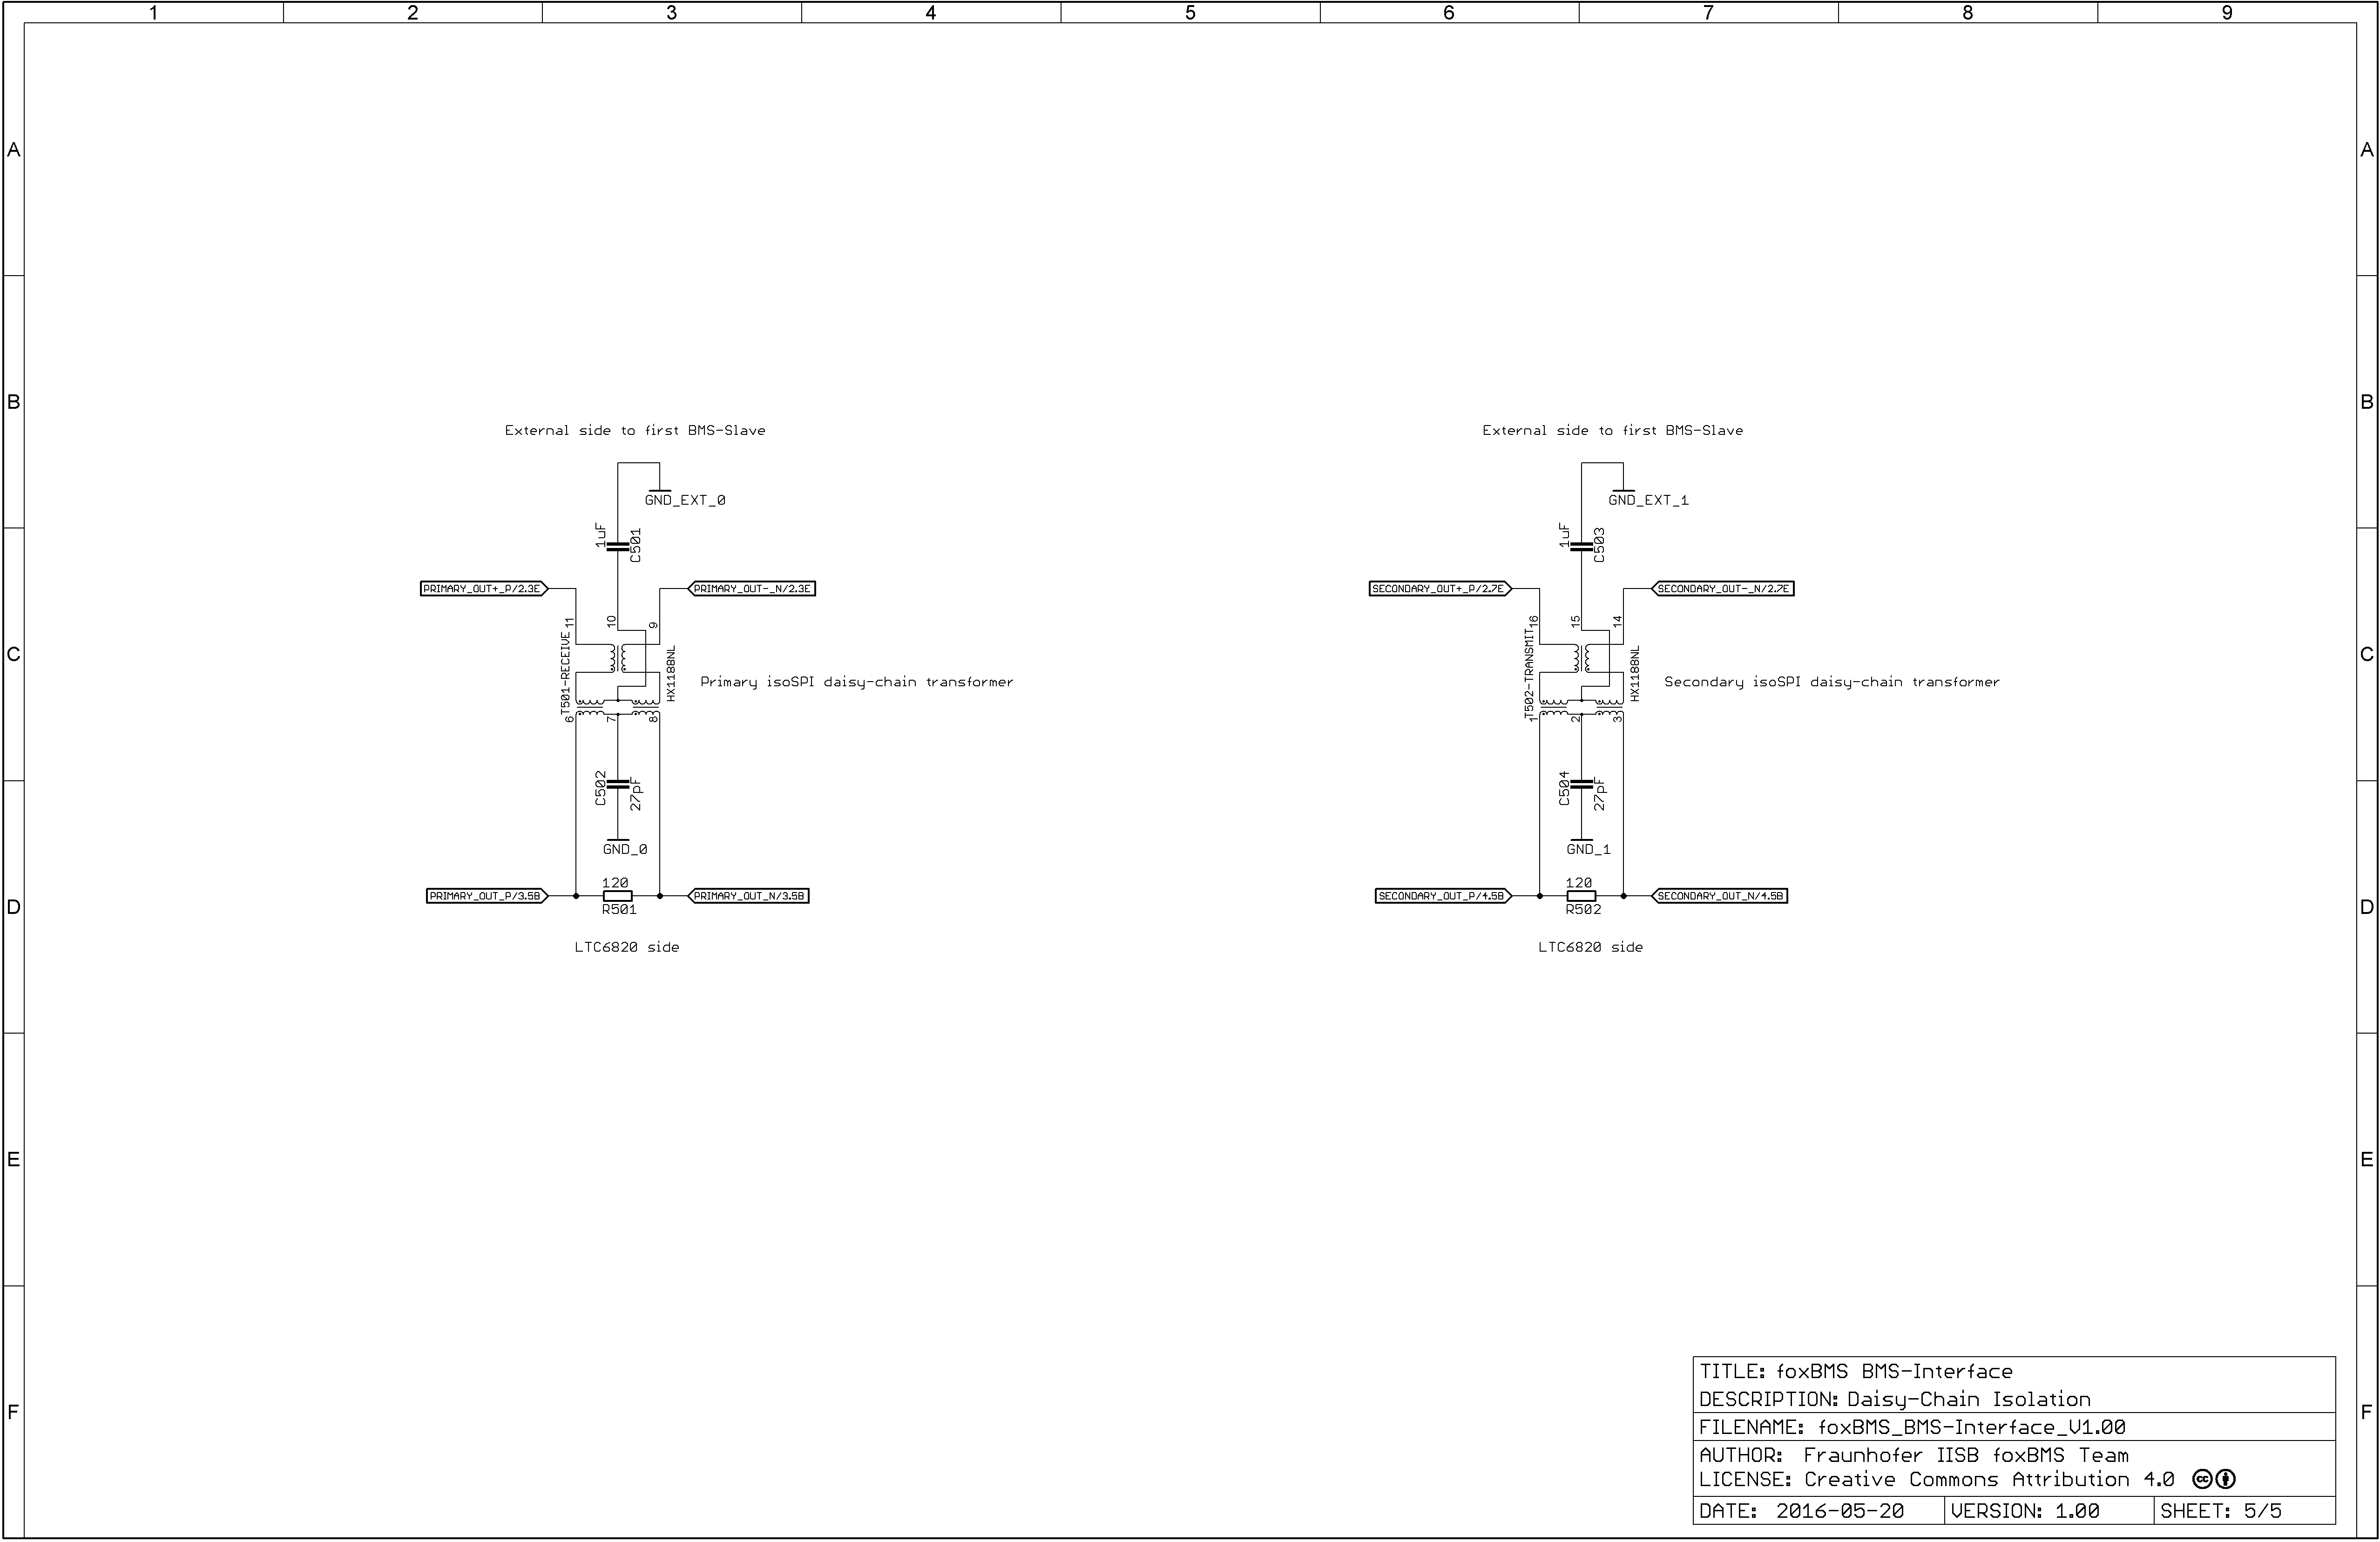 1 2 3 4 5 6 7 8 9
A A
B B
External side to first BMS-Slave
External side to first BMS-Slave
GND_EXT_0
GND_EXT_1
1uF
C501
1uF
C503
PRIMARY_OUT+_P/2.3E
PRIMARY_OUT-_N/2.3E
SECONDARY_OUT+_P/2.7E
SECONDARY_OUT-_N/2.7E
11 10 9
16 15 14
C C
T501-RECEIVE
HX1188NL
Primary isoSPI daisy-chain transformer
T502-TRANSMIT
HX1188NL
Secondary isoSPI daisy-chain transformer
6 7 8
1 2 3
C502
27pF
C504
27pF
GND_0
GND_1
120
120
PRIMARY_OUT_P/3.5B
PRIMARY_OUT_N/3.5B
SECONDARY_OUT_P/4.5B
SECONDARY_OUT_N/4.5B
R501
R502
D D
LTC6820 side
LTC6820 side
E E
F F
TITLE: foxBMS BMS-Interface
DESCRIPTION: Daisy-Chain Isolation
FILENAME: foxBMS_BMS-Interface_V1.00
AUTHOR: Fraunhofer IISB foxBMS Team
LICENSE: Creative Commons Attribution 4.0 cc
DATE: 2016-05-20 VERSION: 1.00 SHEET: 5/5